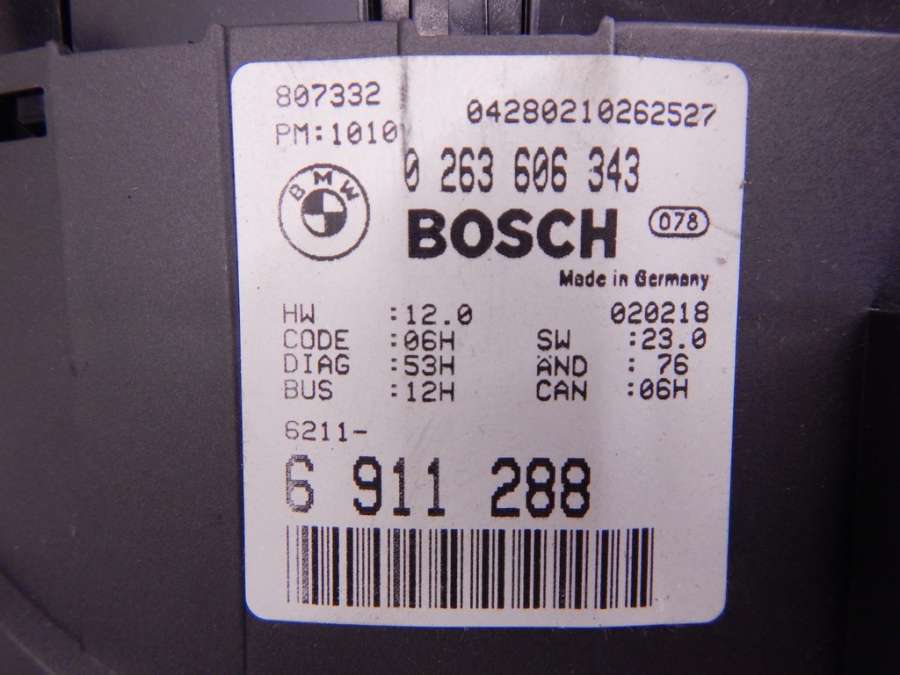 807332
04280210262527
PM:1010
0 263 606 343
BMW
BOSCH 078
Made in Germany
HW :12.0 020218
CODE :06H SW :23.0
DIAG :53H ÄND : 76
BUS :12H CAN :06H
6211-
6 911 288